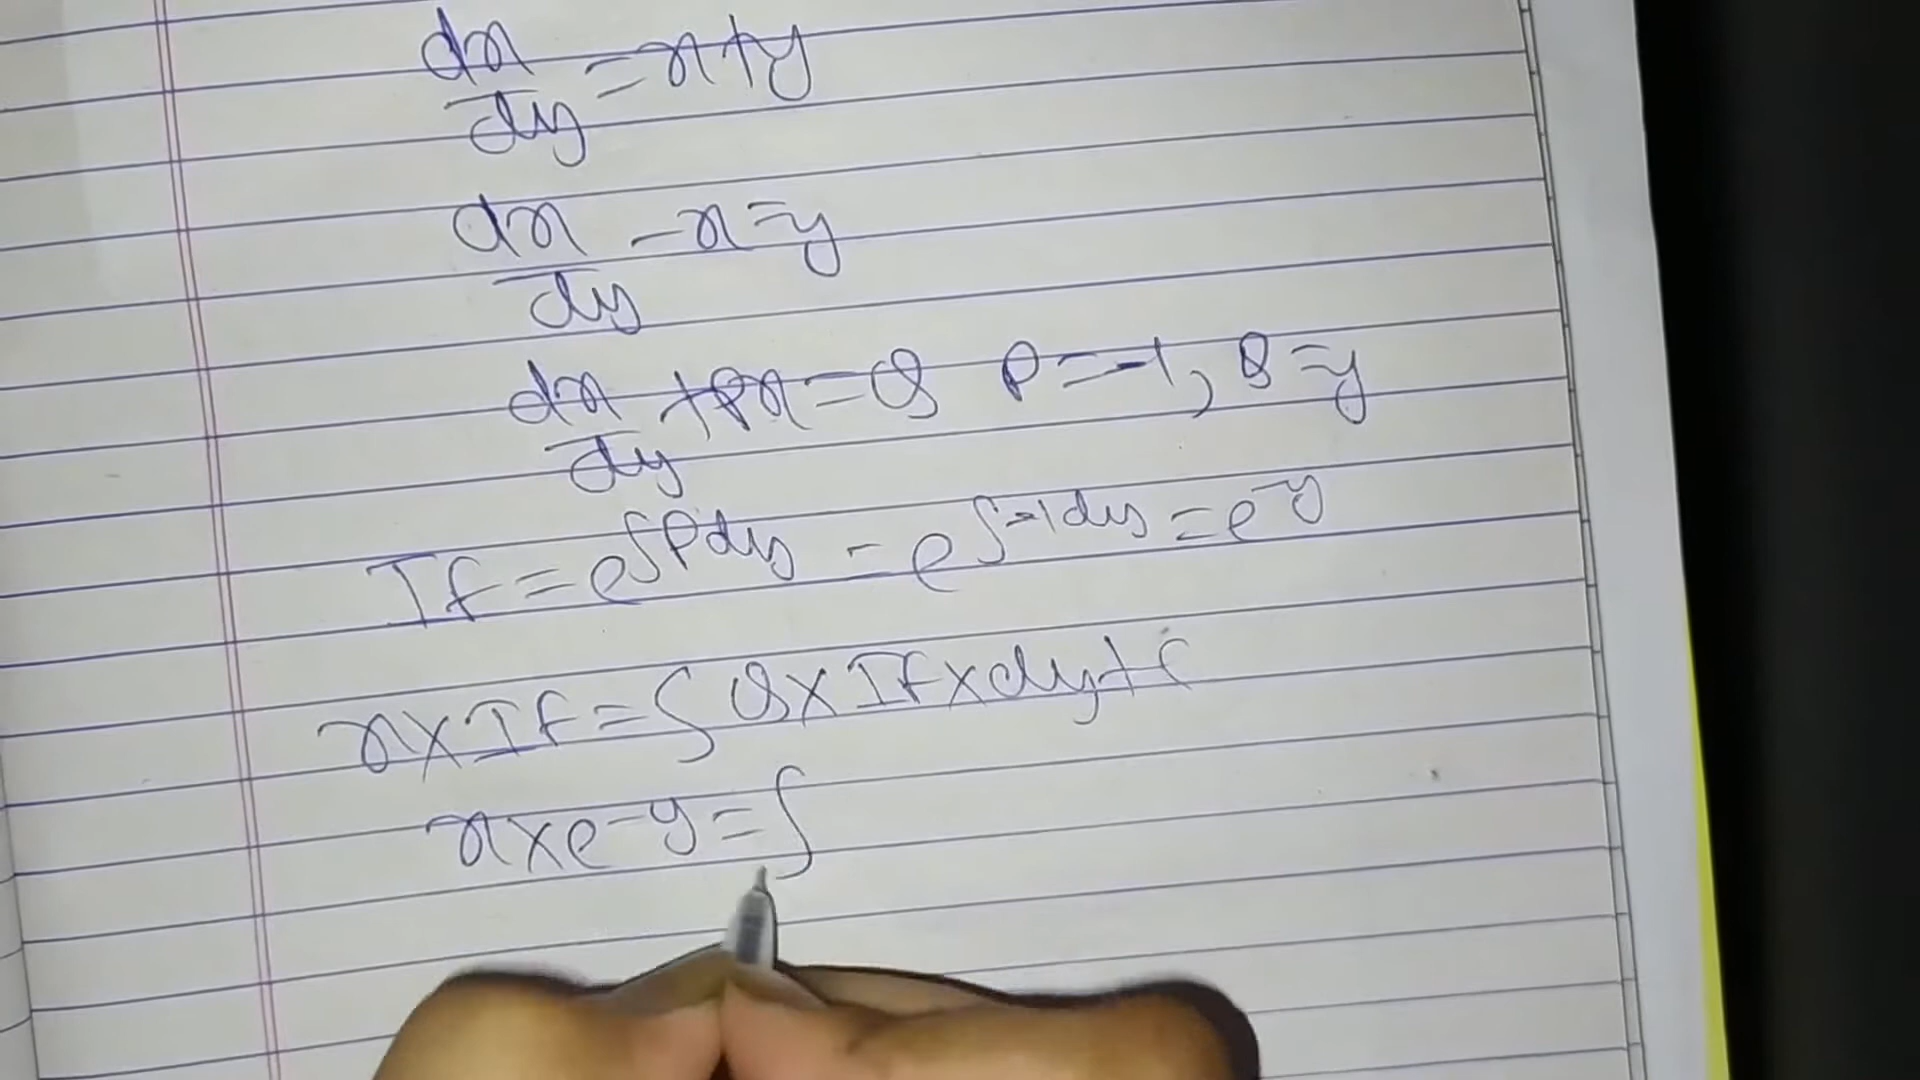 dx/dy = x+y
dx/dy - x = y
dx/dy + Px = Q P = -1, Q = y
If = e^∫Pdy = e^∫-1dy = e^-y
x × If = ∫ Q × If × dy + c
x × e^-y = ∫